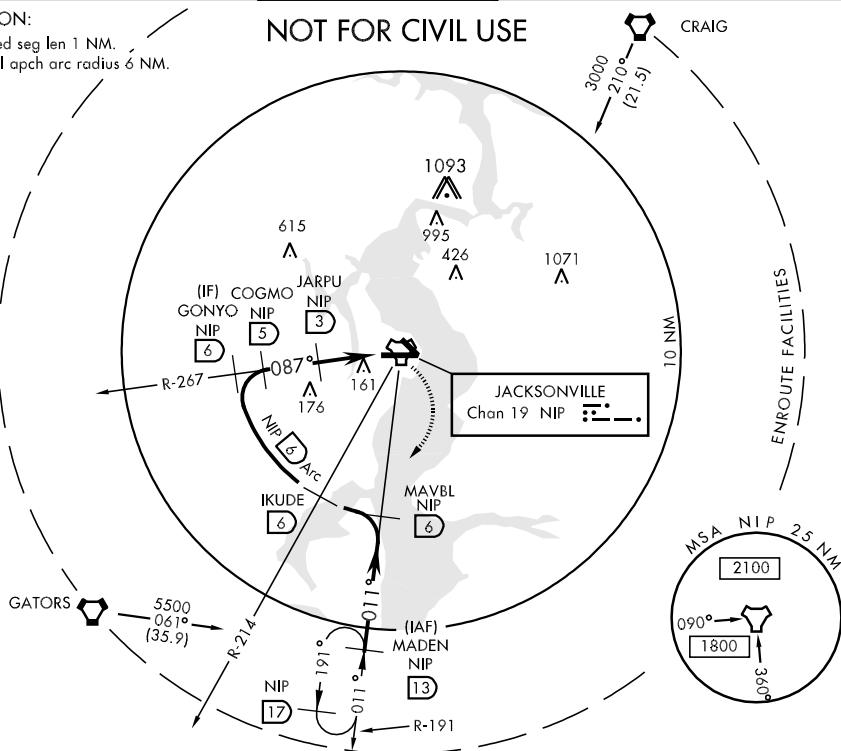 ON:
ed seg len 1 NM.
l apch arc radius 6 NM.
NOT FOR CIVIL USE
CRAIG
3000
210°
(21.5)
1093
995
615
426
1071
(IF)
GONYO
NIP
6
COGMO
NIP
5
JARPU
NIP
3
10 NM
ENROUTE FACILITIES
R-267
087°
161
176
JACKSONVILLE
Chan 19 NIP
NIP 6 Arc
IKUDE
6
MAVBL
NIP
6
MSA NIP 25 NM
2100
090°
1800
360°
GATORS
5500
061°
(35.9)
R-214
011°
(IAF)
MADEN
NIP
13
191°
011°
NIP
17
R-191